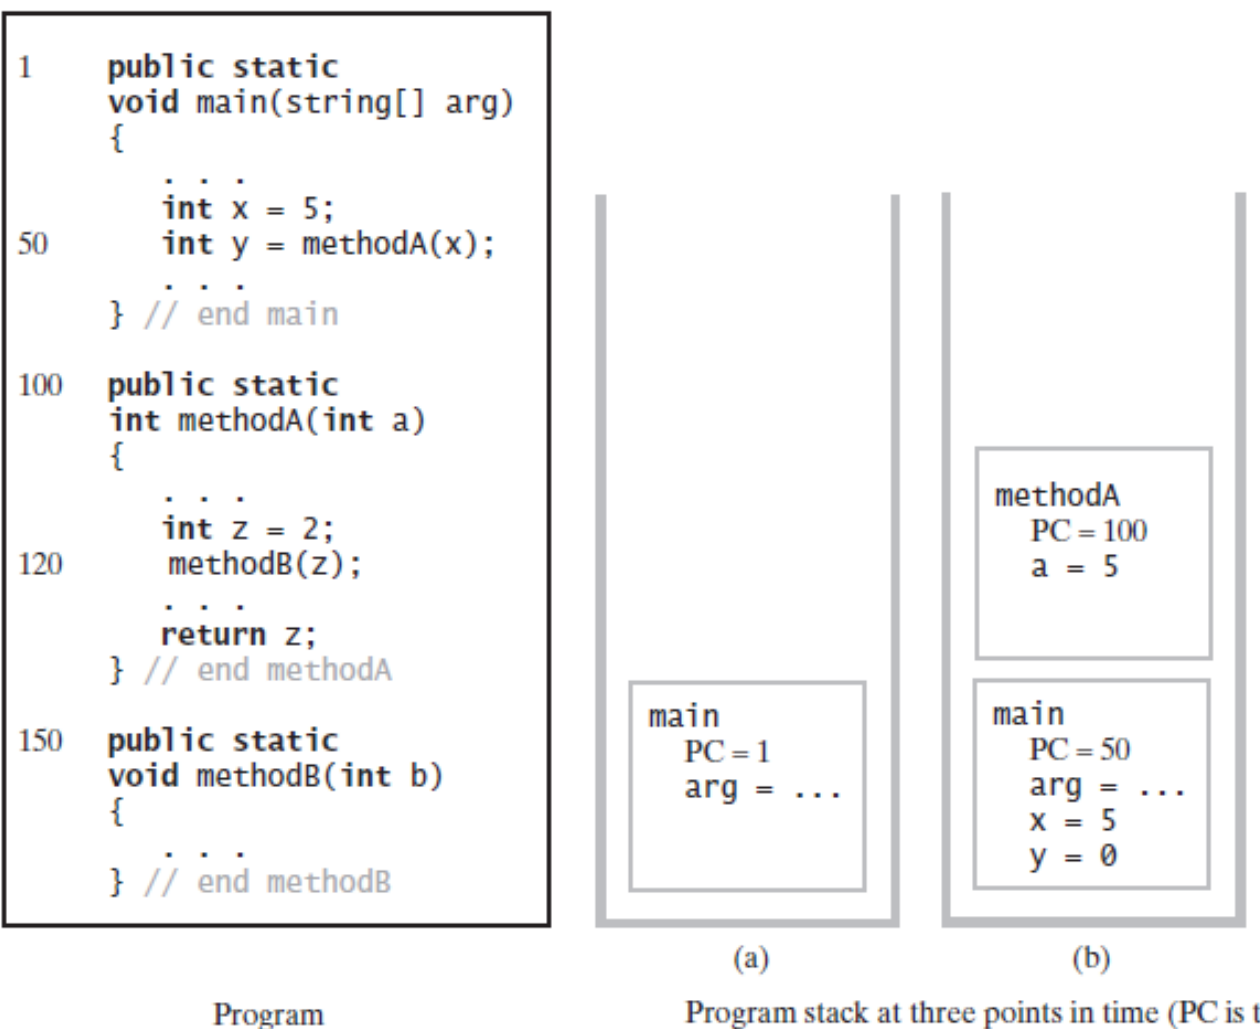 1 public static
void main(string[] arg)
{
. . .
int x = 5;
50 int y = methodA(x);
. . .
} // end main
100 public static
int methodA(int a)
{
. . .
int z = 2;
120 methodB(z);
. . .
return z;
} // end methodA
150 public static
void methodB(int b)
{
. . .
} // end methodB
Program
main
PC = 1
arg = ...
(a)
methodA
PC = 100
a = 5
main
PC = 50
arg = ...
x = 5
y = 0
(b)
Program stack at three points in time (PC is t